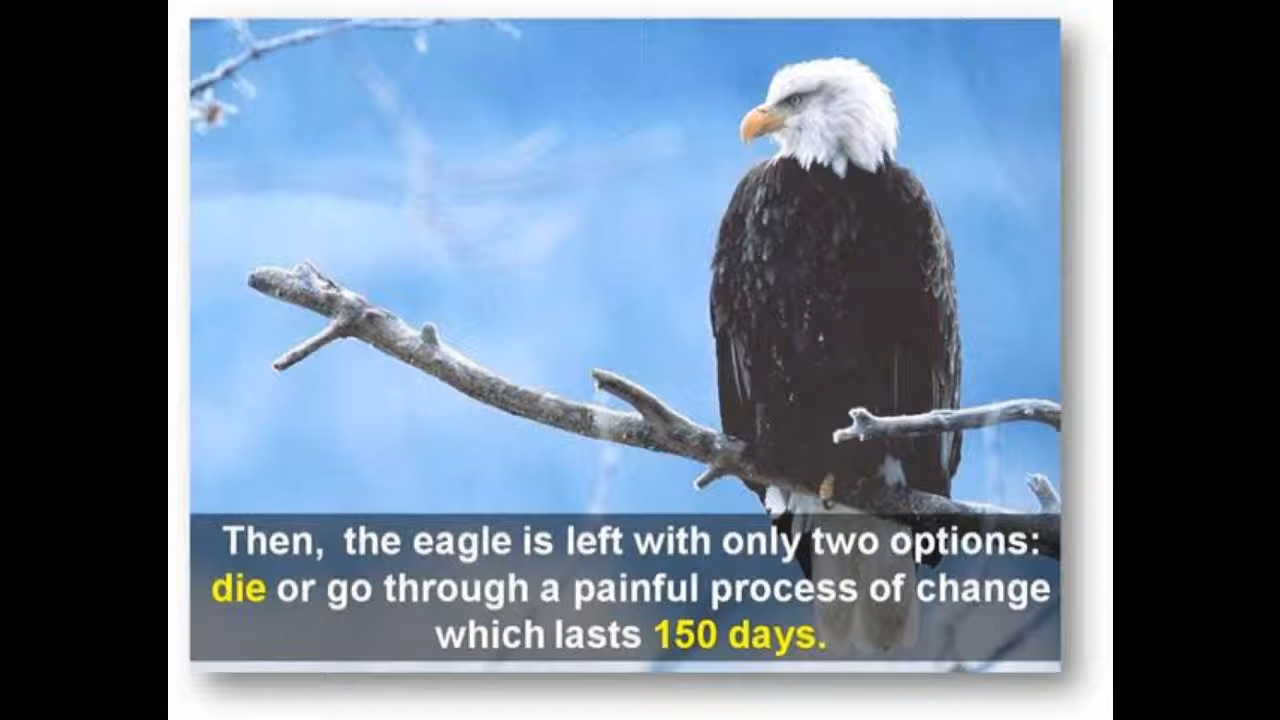 Then, the eagle is left with only two options:
die or go through a painful process of change
which lasts 150 days.